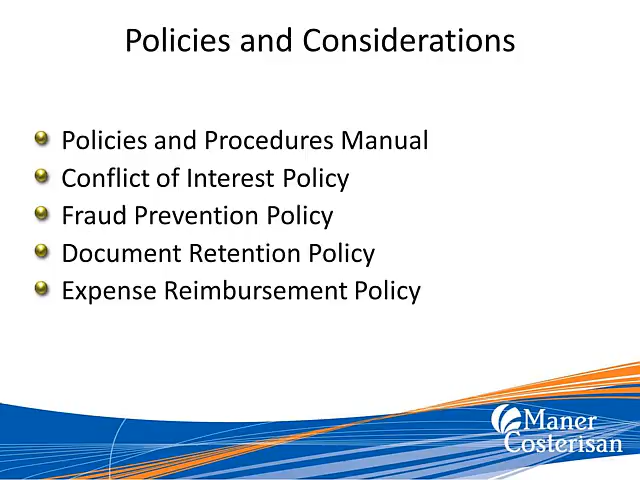 Policies and Considerations
Policies and Procedures Manual
Conflict of Interest Policy
Fraud Prevention Policy
Document Retention Policy
Expense Reimbursement Policy
Maner
Costerisan